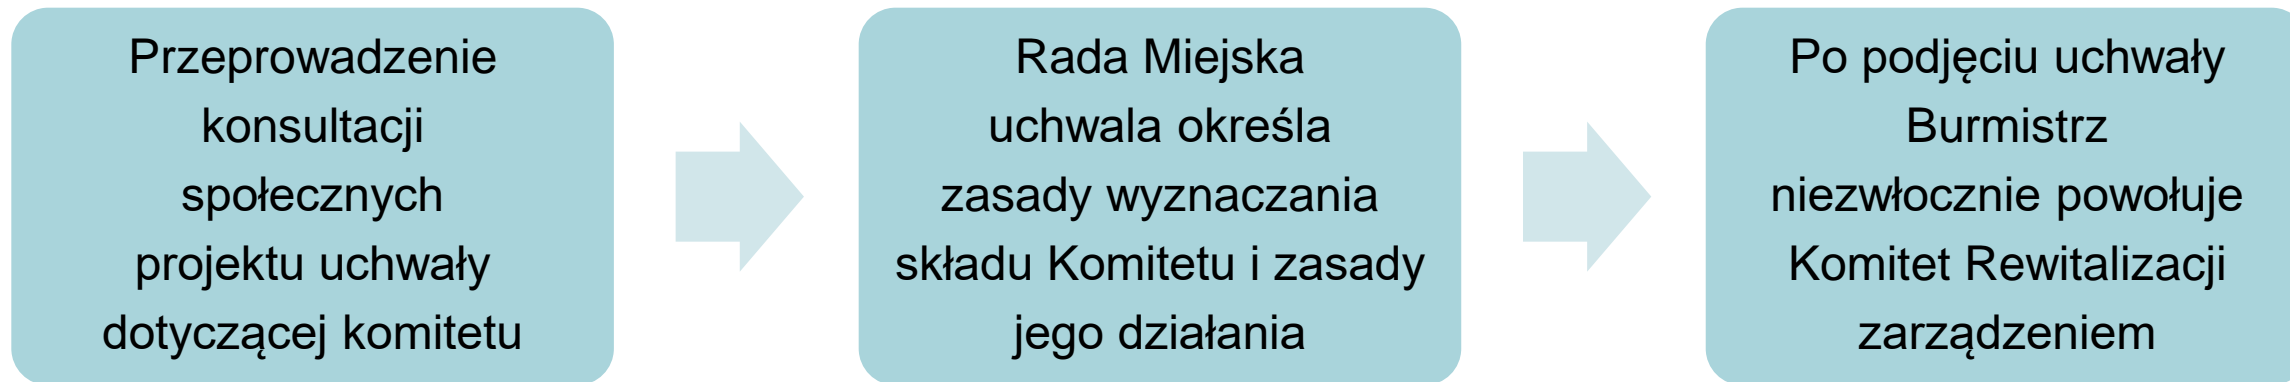 Przeprowadzenie
konsultacji
społecznych
projektu uchwały
dotyczącej komitetu
Rada Miejska
uchwala określa
zasady wyznaczania
składu Komitetu i zasady
jego działania
Po podjęciu uchwały
Burmistrz
niezwłocznie powołuje
Komitet Rewitalizacji
zarządzeniem